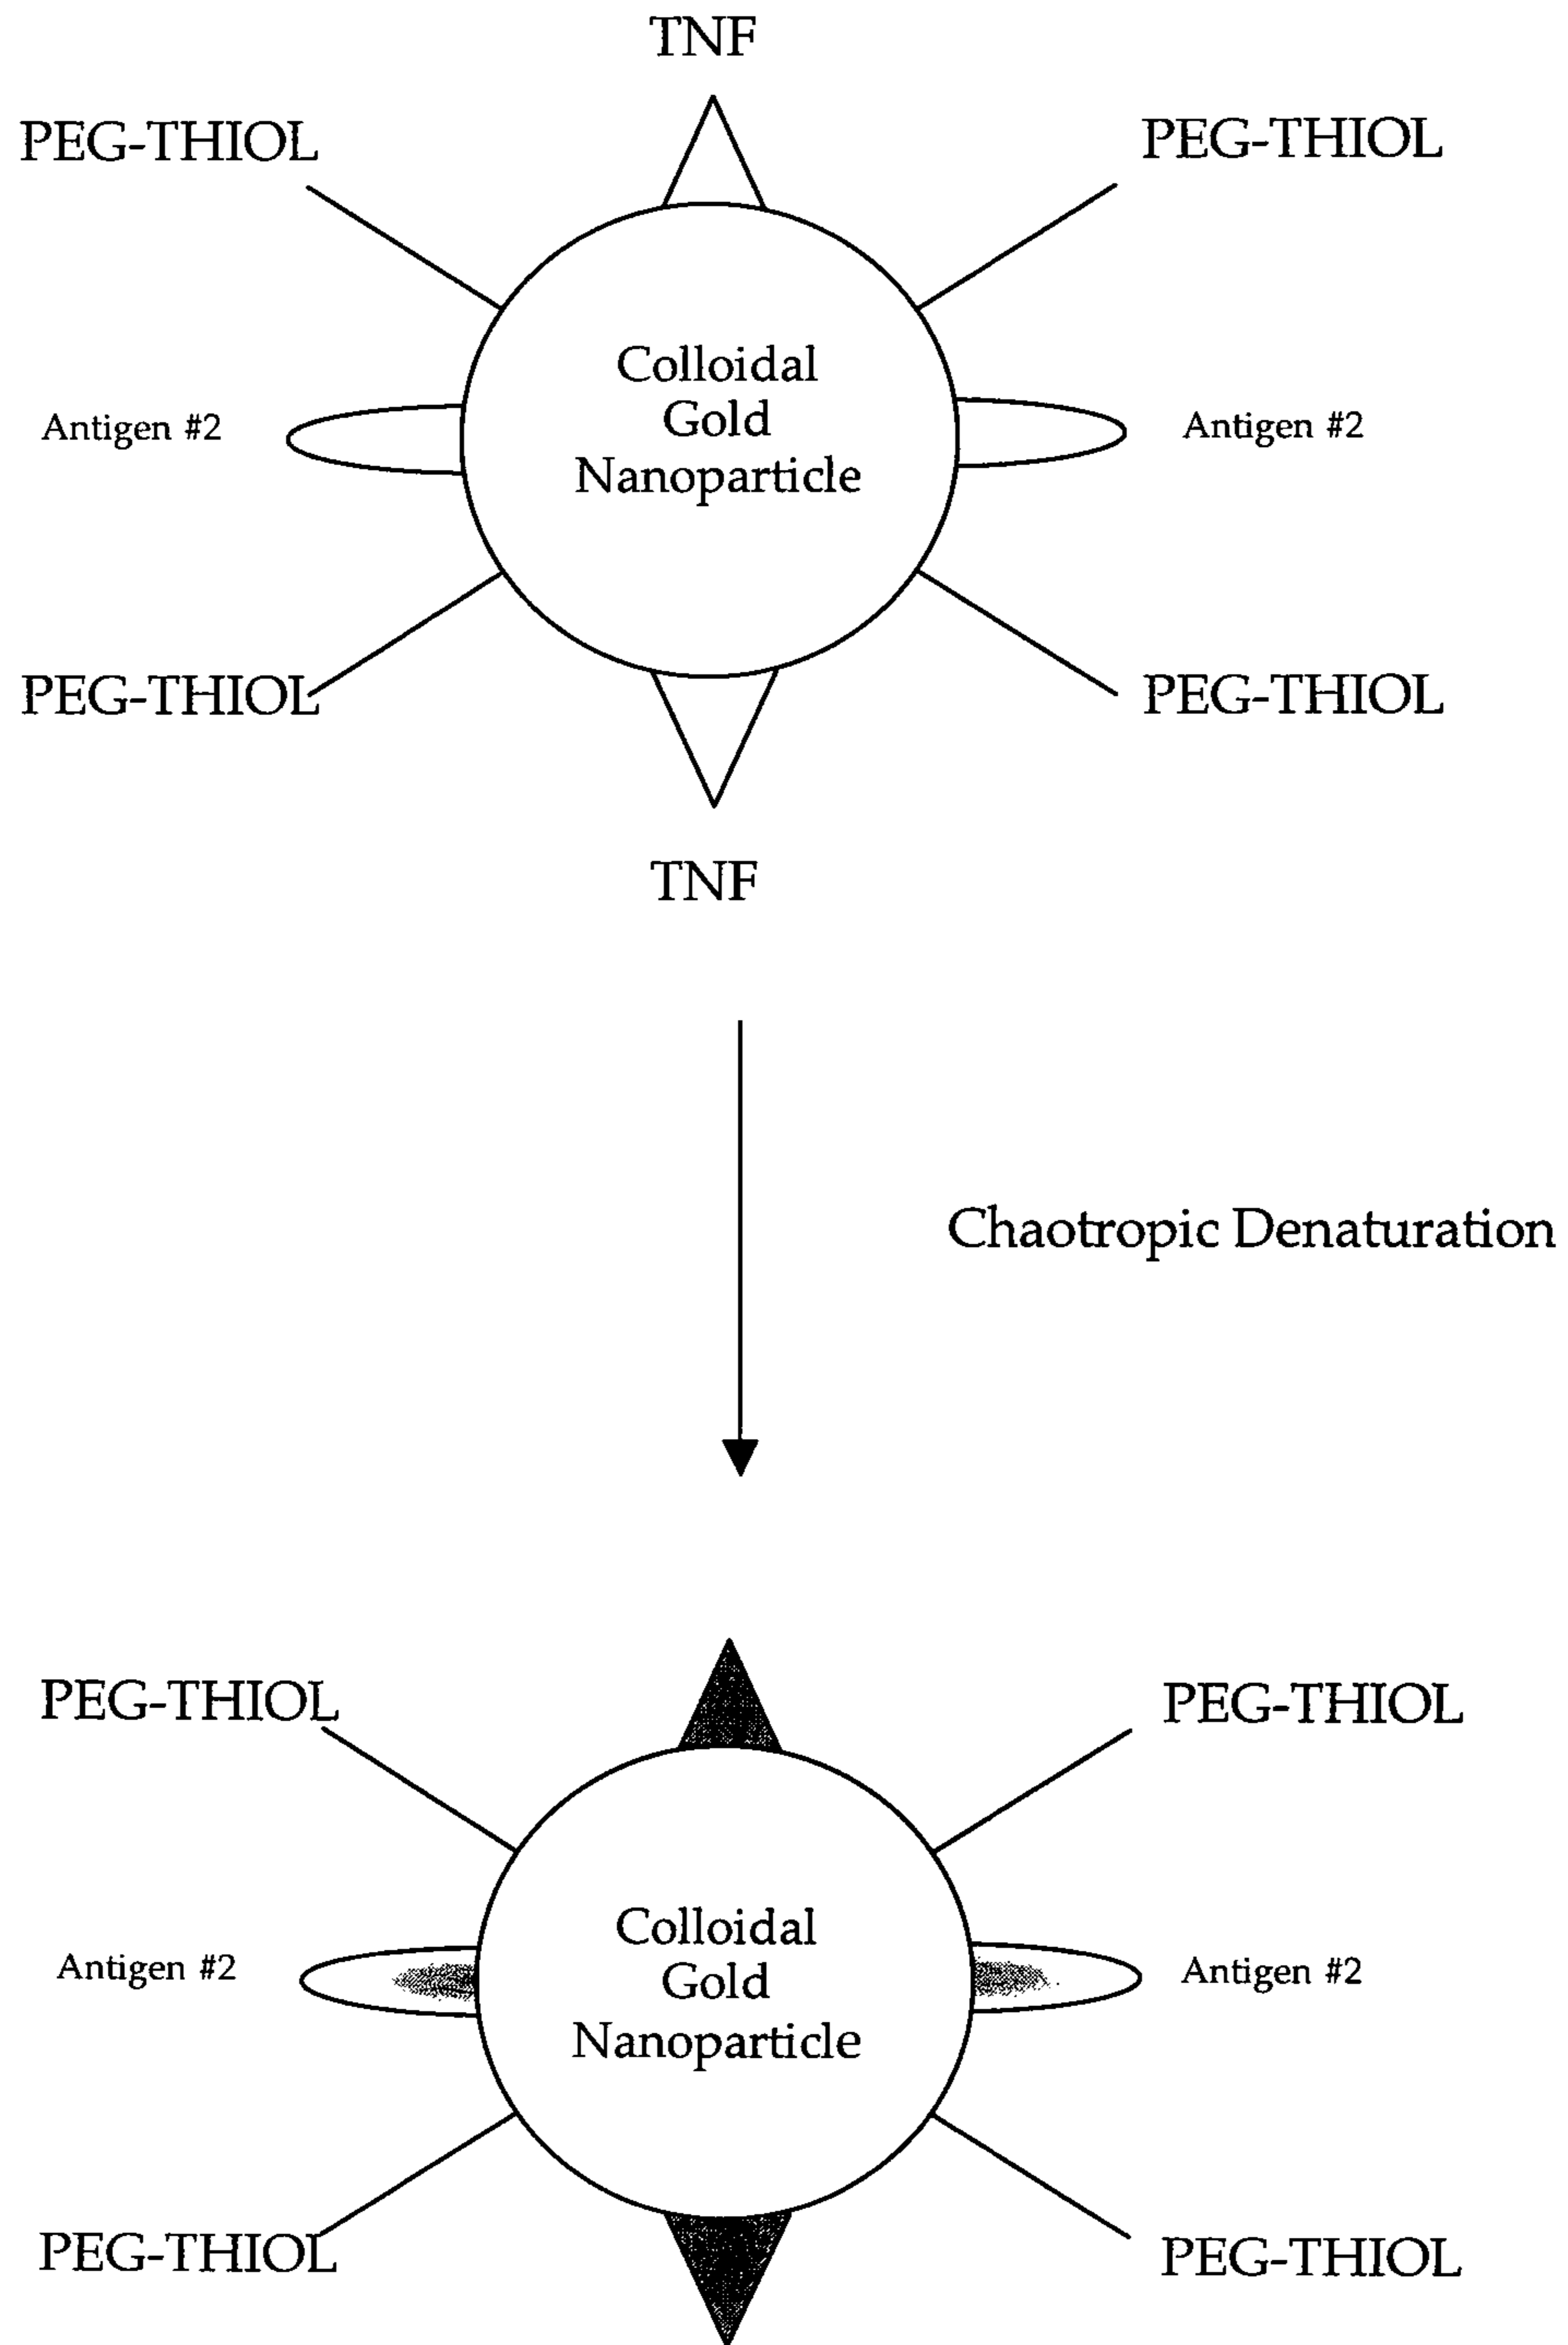 TNF
PEG-THIOL
PEG-THIOL
Colloidal
Gold
Nanoparticle
Antigen #2
Antigen #2
PEG-THIOL
PEG-THIOL
TNF
Chaotropic Denaturation
PEG-THIOL
PEG-THIOL
Colloidal
Gold
Nanoparticle
Antigen #2
Antigen #2
PEG-THIOL
PEG-THIOL